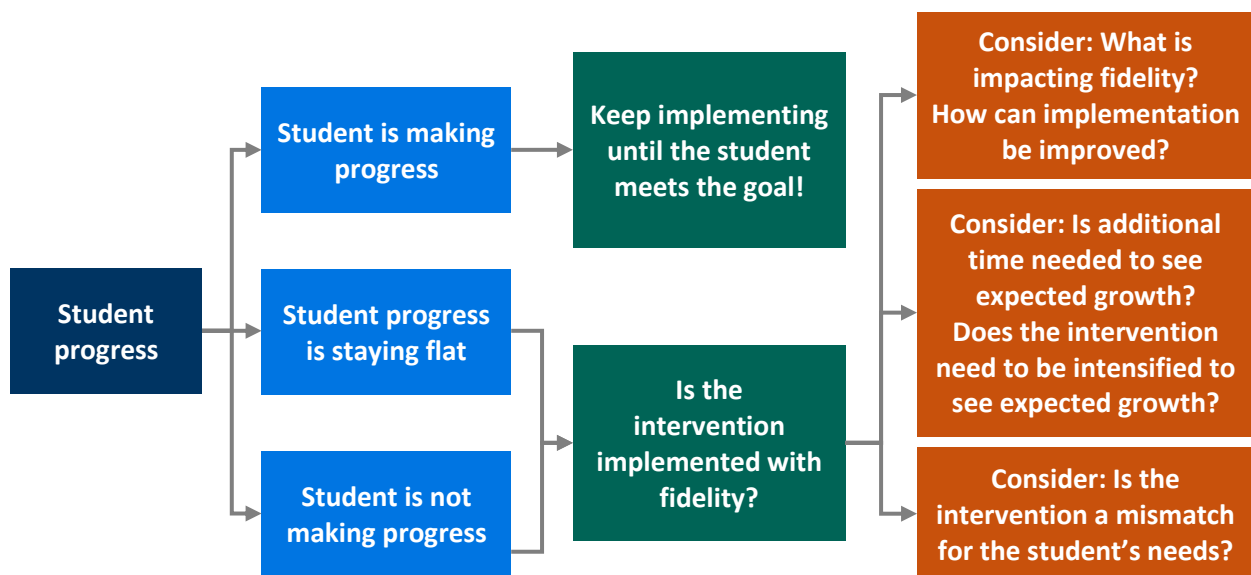 Student
progress
Student is making
progress
Student progress
is staying flat
Student is not
making progress
Keep implementing
until the student
meets the goal!
Is the
intervention
implemented with
fidelity?
Consider: What is
impacting fidelity?
How can implementation
be improved?
Consider: Is additional
time needed to see
expected growth?
Does the intervention
need to be intensified to
see expected growth?
Consider: Is the
intervention a mismatch
for the student’s needs?